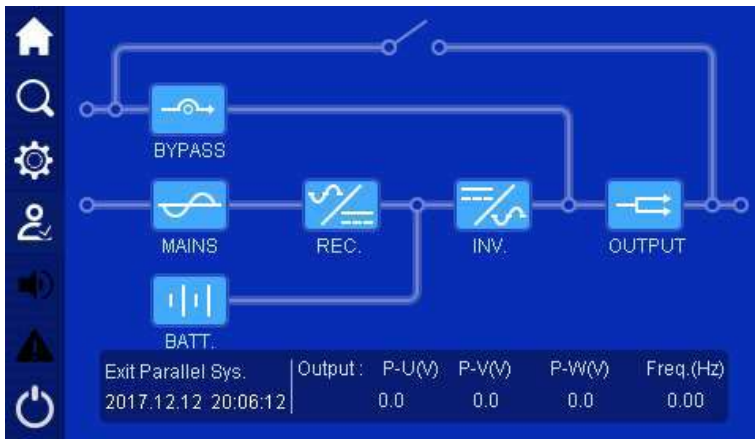 BYPASS
MAINS
REC.
INV.
OUTPUT
BATT.
Exit Parallel Sys.
Output : P-U(V) P-V(V) P-W(V) Freq.(Hz)
2017.12.12 20:06:12
0.0 0.0 0.0 0.00